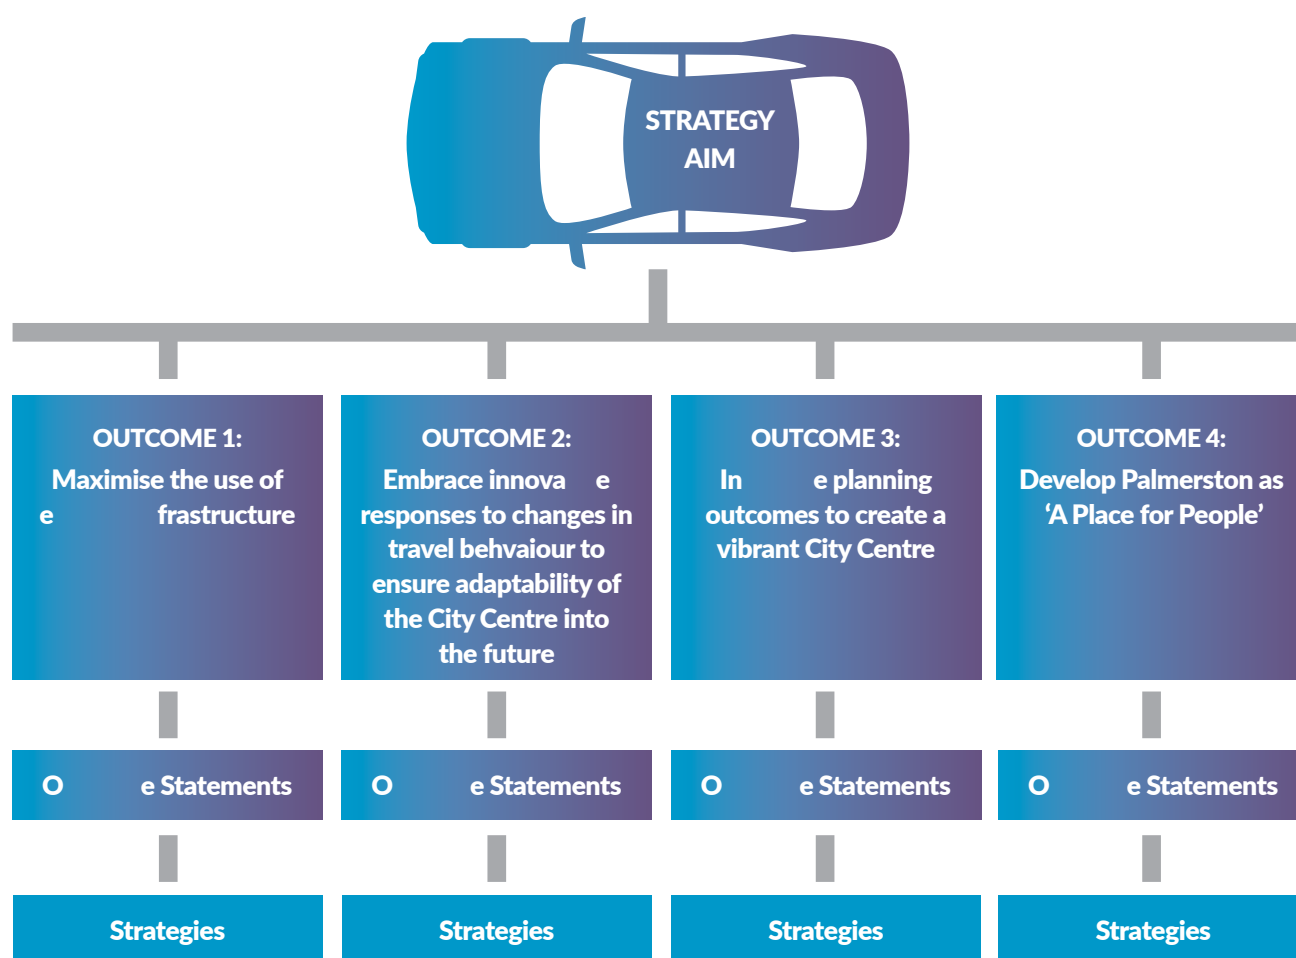 STRATEGY
AIM
OUTCOME 1:
Maximise the use of
e frastructure
OUTCOME 2:
Embrace innova e
responses to changes in
travel behvaiour to
ensure adaptability of
the City Centre into
the future
OUTCOME 3:
In e planning
outcomes to create a
vibrant City Centre
OUTCOME 4:
Develop Palmerston as
‘A Place for People’
O e Statements
O e Statements
O e Statements
O e Statements
Strategies
Strategies
Strategies
Strategies